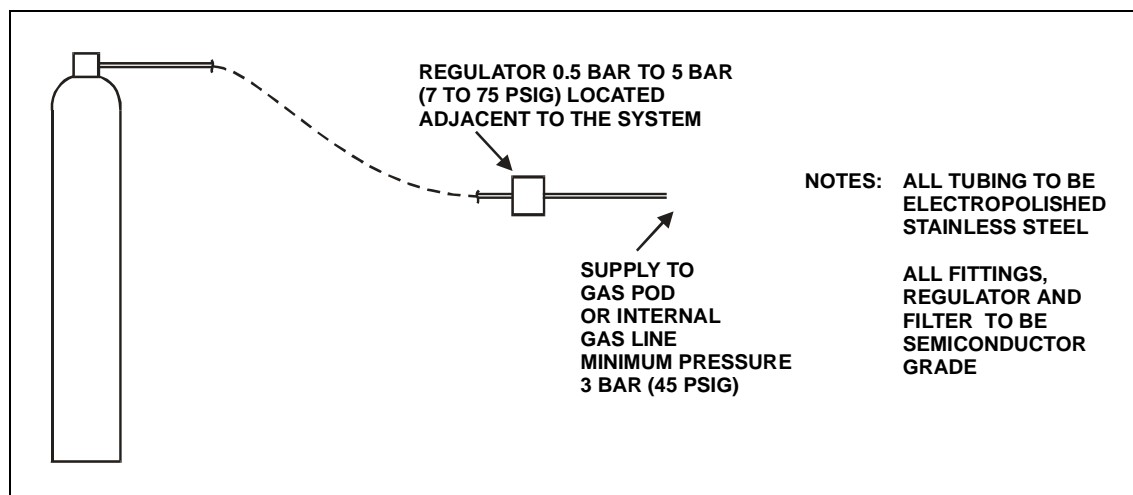 REGULATOR 0.5 BAR TO 5 BAR
(7 TO 75 PSIG) LOCATED
ADJACENT TO THE SYSTEM
SUPPLY TO
GAS POD
OR INTERNAL
GAS LINE
MINIMUM PRESSURE
3 BAR (45 PSIG)
NOTES: ALL TUBING TO BE
ELECTROPOLISHED
STAINLESS STEEL
ALL FITTINGS,
REGULATOR AND
FILTER TO BE
SEMICONDUCTOR
GRADE